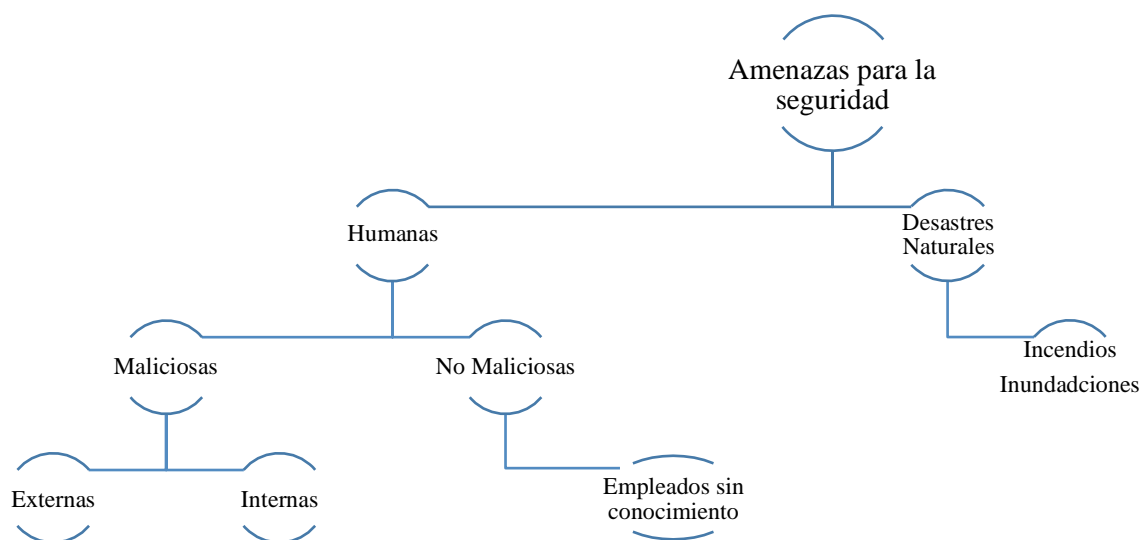 Amenazas para la
seguridad
Humanas
Desastres
Naturales
Maliciosas
No Maliciosas
Incendios
Inundadciones
Externas
Internas
Empleados sin
conocimiento